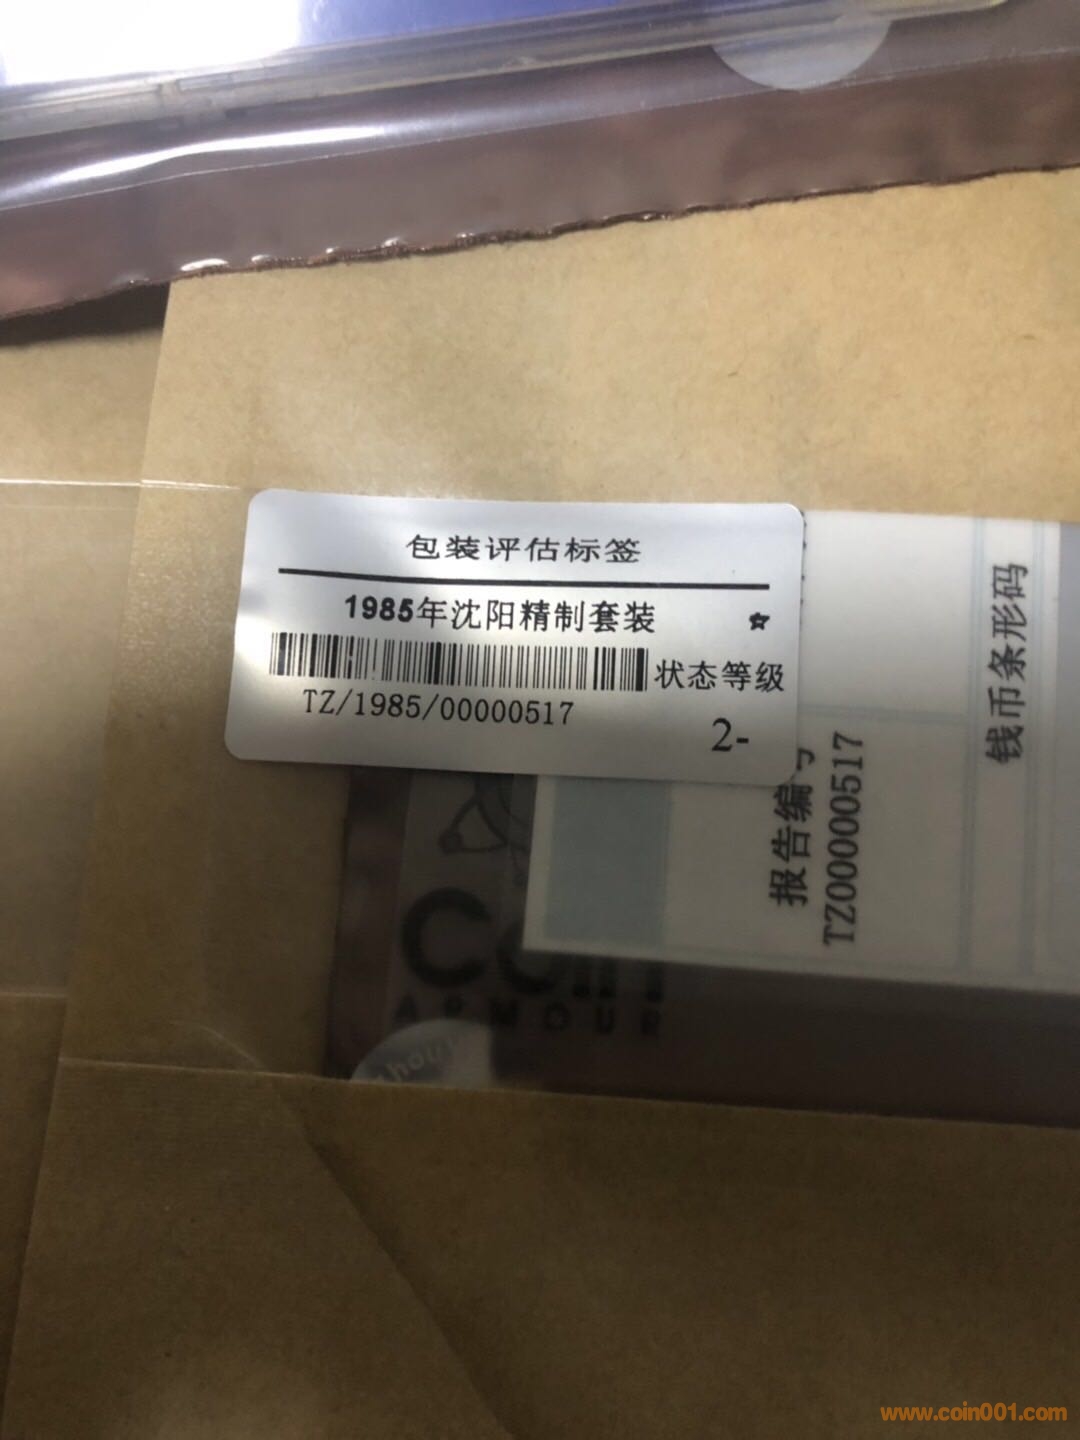 包装评估标签
1985年沈阳精制套装 ☆
状态等级
TZ/1985/00000517
2-
报告编号
TZ00000517
钱币条形码
Coin
ARMOUR
www.coin001.com